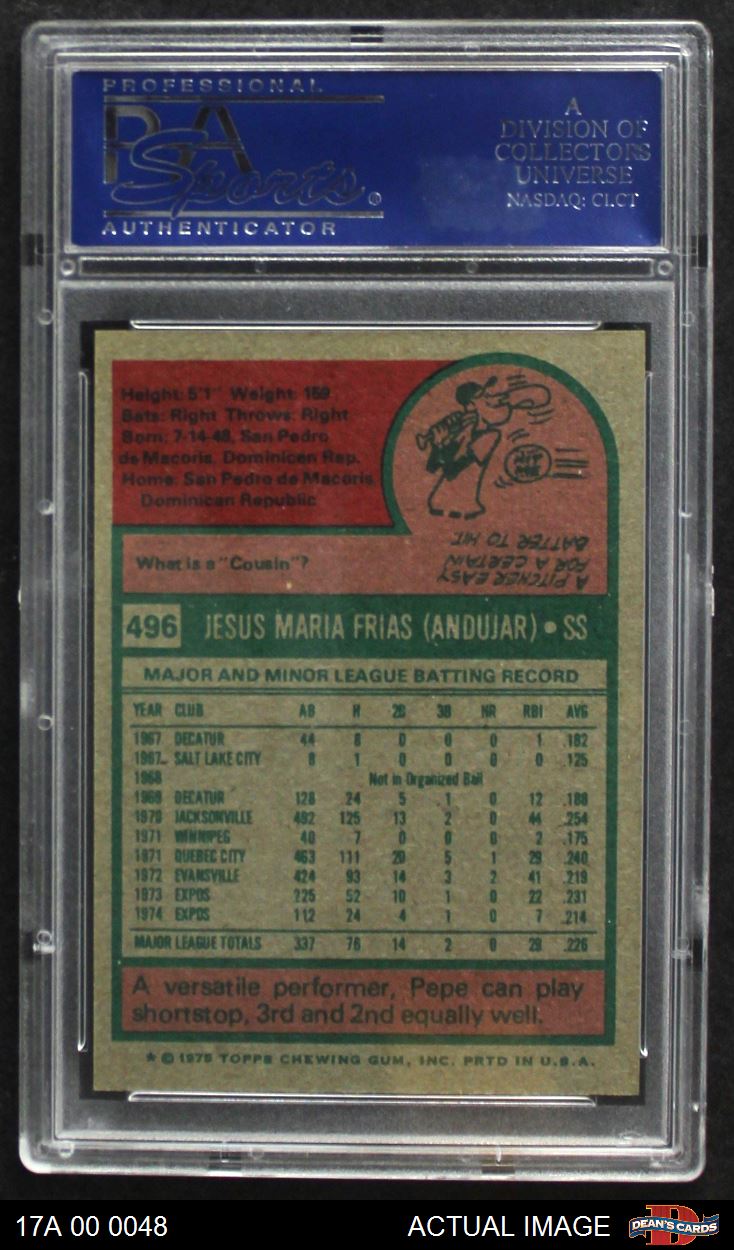 PROFESSIONAL
PSA
Sports®
AUTHENTICATOR
A
DIVISION OF
COLLECTORS
UNIVERSE
NASDAQ: CLCT
Height: 5'1" Weight: 159
Bats: Right Throws: Right
Born: 7-14-48, San Pedro
de Macoris, Dominican Rep.
Home: San Pedro de Macoris
Dominican Republic
What is a "Cousin"?
A PITCHER EASY
FOR A CERTAIN
BATTER TO HIT.
496 JESUS MARIA FRIAS (ANDUJAR) • SS
MAJOR AND MINOR LEAGUE BATTING RECORD
YEAR CLUB AB H 2B 3B HR RBI AVG
1967 DECATUR 44 8 0 0 0 1 .182
1967 SALT LAKE CITY 8 1 0 0 0 0 .125
1968 Not in Organized Ball
1969 DECATUR 128 24 5 1 0 12 .188
1970 JACKSONVILLE 492 125 13 2 0 44 .254
1971 WINNIPEG 40 7 0 0 0 2 .175
1971 QUEBEC CITY 463 111 20 5 1 29 .240
1972 EVANSVILLE 424 93 14 3 2 41 .219
1973 EXPOS 225 52 10 1 0 22 .231
1974 EXPOS 112 24 4 1 0 7 .214
MAJOR LEAGUE TOTALS 337 76 14 2 0 29 .226
A versatile performer, Pepe can play
shortstop, 3rd and 2nd equally well.
* © 1975 TOPPS CHEWING GUM, INC. PRTD IN U.S.A.
17A 00 0048
ACTUAL IMAGE
D
DEAN'S CARDS